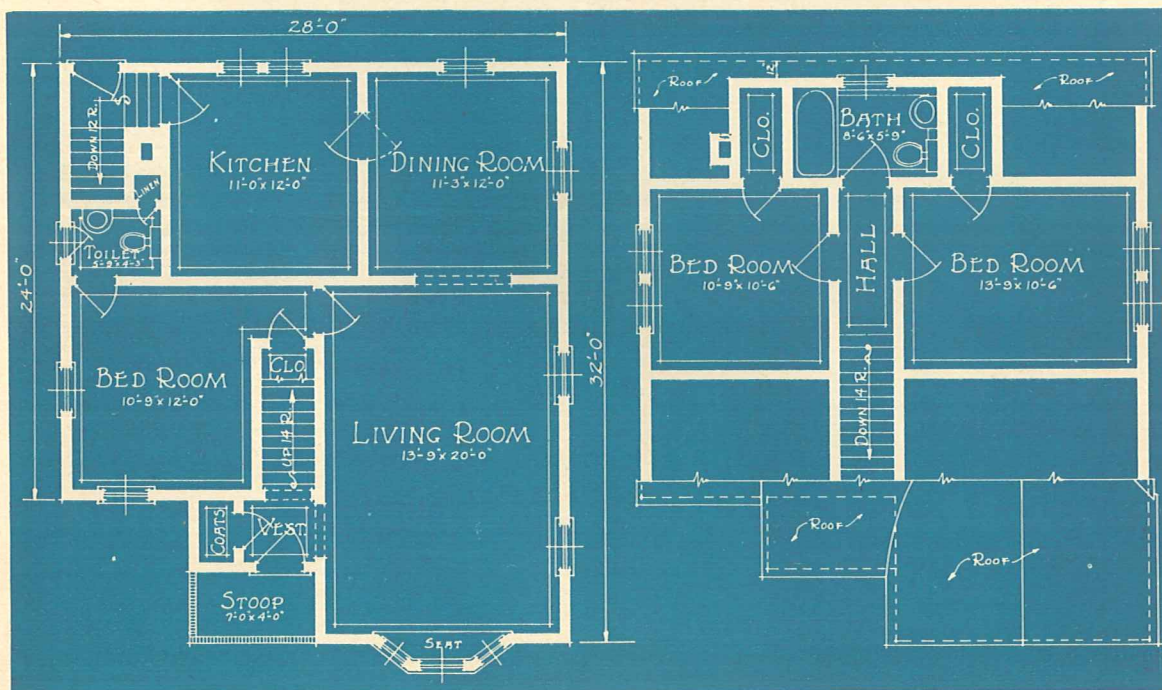 28'-0"
24'-0"
32'-0"
DOWN 12 R.
KITCHEN
11'-0" x 12'-0"
DINING ROOM
11'-3" x 12'-0"
LINEN
TOILET
5'-9" x 4'-3"
BED ROOM
10'-9" x 12'-0"
CLO.
UP 14 R.
LIVING ROOM
13'-9" x 20'-0"
COATS
VEST.
STOOP
7'-0" x 4'-0"
SEAT
ROOF
12"
ROOF
CLO.
BATH
8'-6" x 5'-9"
CLO.
BED ROOM
10'-9" x 10'-6"
HALL
BED ROOM
13'-9" x 10'-6"
DOWN 14 R.
ROOF
ROOF